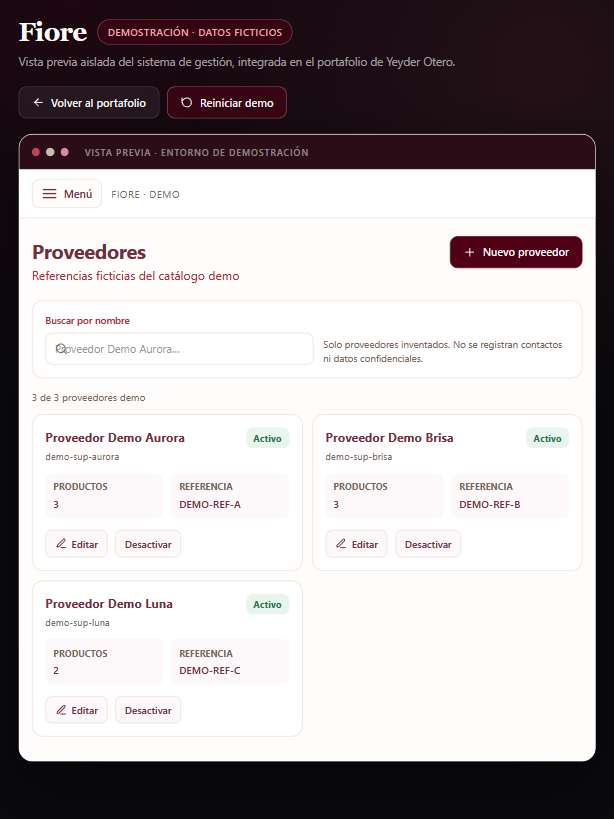 Fiore
DEMOSTRACIÓN · DATOS FICTICIOS
Vista previa aislada del sistema de gestión, integrada en el portafolio de Yeyder Otero.
Volver al portafolio
Reiniciar demo
VISTA PREVIA · ENTORNO DE DEMOSTRACIÓN
Menú
FIORE · DEMO
Proveedores
Nuevo proveedor
Referencias ficticias del catálogo demo
Buscar por nombre
Proveedor Demo Aurora...
Solo proveedores inventados. No se registran contactos
ni datos confidenciales.
3 de 3 proveedores demo
Proveedor Demo Aurora
Activo
demo-sup-aurora
PRODUCTOS
3
REFERENCIA
DEMO-REF-A
Editar
Desactivar
Proveedor Demo Brisa
Activo
demo-sup-brisa
PRODUCTOS
3
REFERENCIA
DEMO-REF-B
Editar
Desactivar
Proveedor Demo Luna
Activo
demo-sup-luna
PRODUCTOS
2
REFERENCIA
DEMO-REF-C
Editar
Desactivar